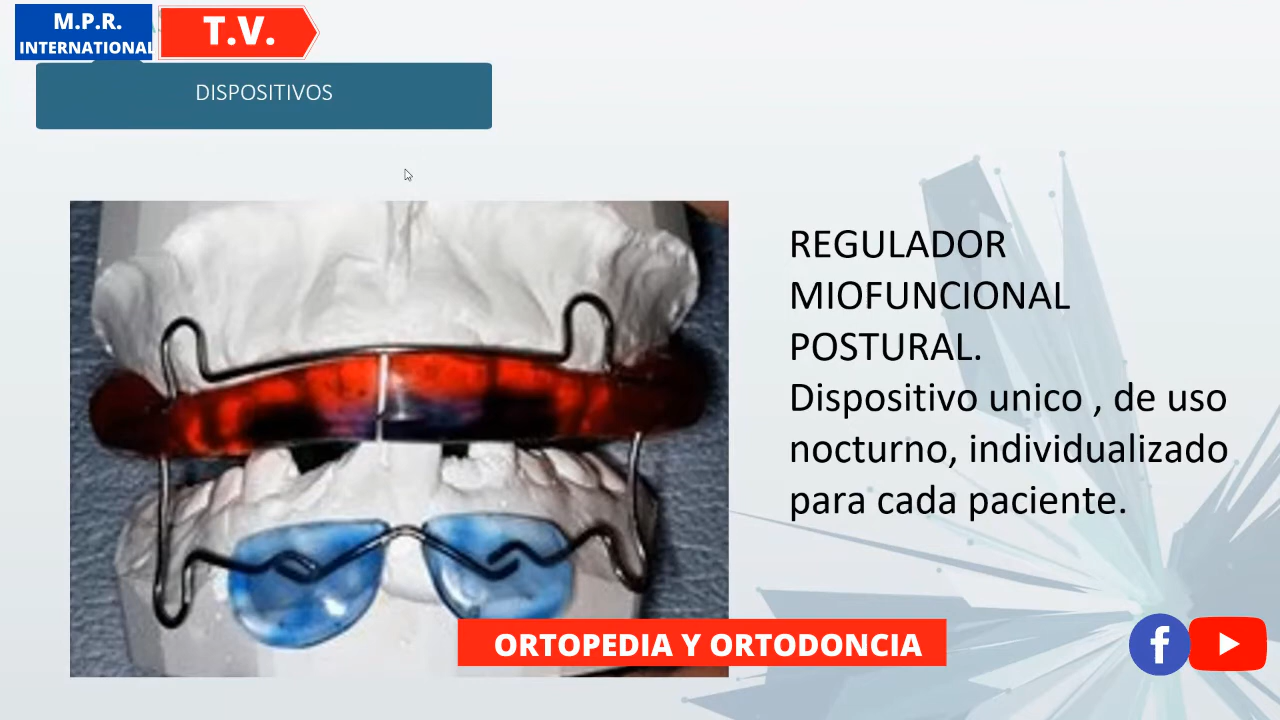 M.P.R.
INTERNATIONAL
T.V.
DISPOSITIVOS
REGULADOR
MIOFUNCIONAL
POSTURAL.
Dispositivo unico , de uso
nocturno, individualizado
para cada paciente.
ORTOPEDIA Y ORTODONCIA